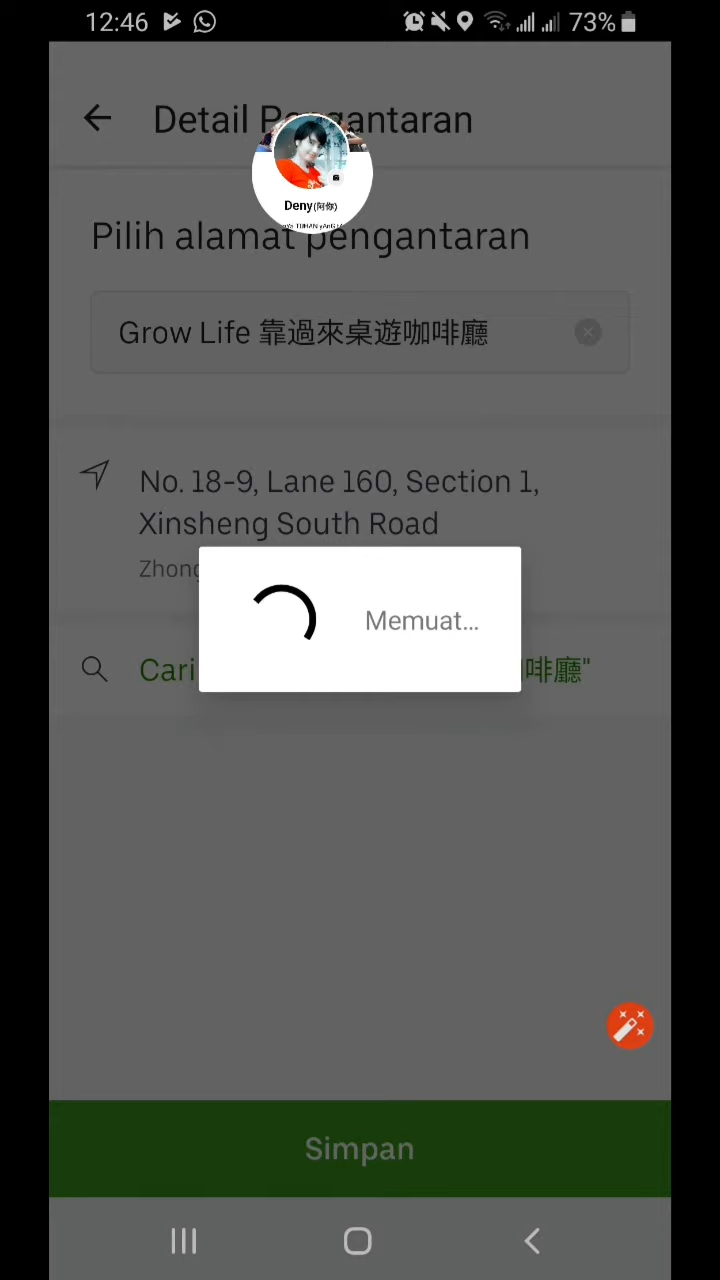 12:46
73%
Detail Pengantaran
Deny(阿你)
Pilih alamat pengantaran
Grow Life 靠過來桌遊咖啡廳
No. 18-9, Lane 160, Section 1,
Xinsheng South Road
Zhong
Memuat...
Cari 啡廳"
Simpan